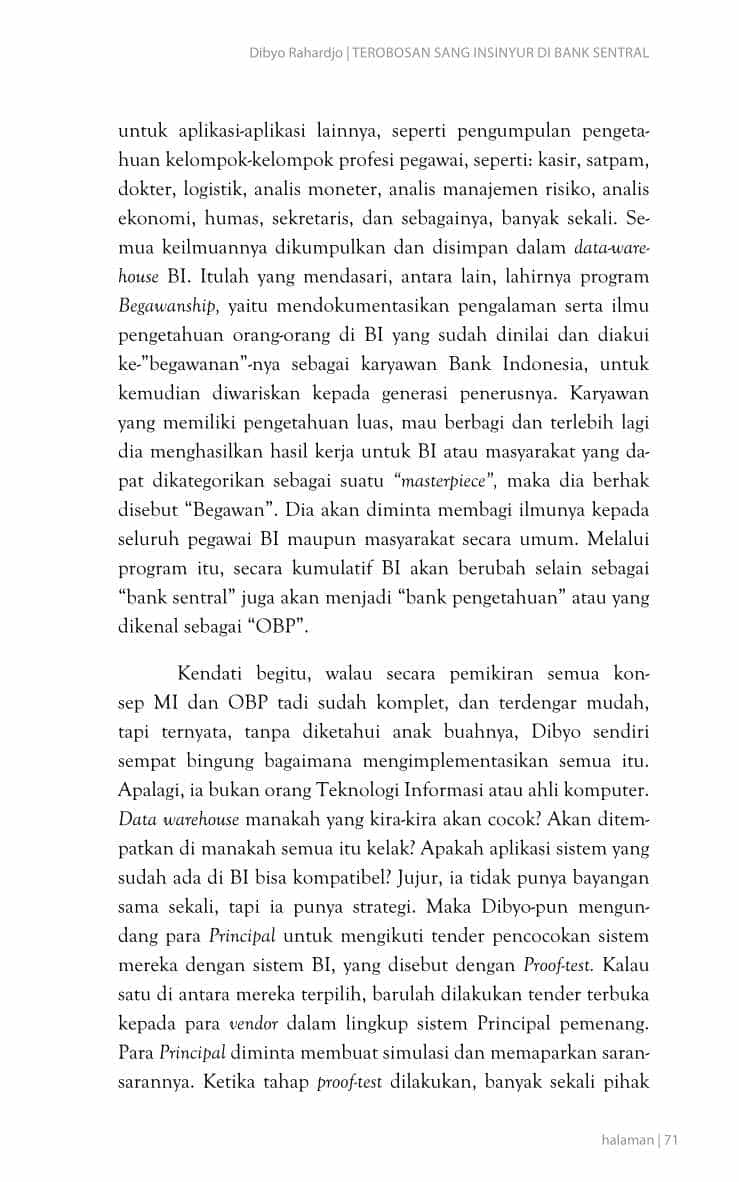 Dibyo Rahardjo | TEROBOSAN SANG INSINYUR DI BANK SENTRAL
untuk aplikasi-aplikasi lainnya, seperti pengumpulan pengeta-
huan kelompok-kelompok profesi pegawai, seperti: kasir, satpam,
dokter, logistik, analis moneter, analis manajemen risiko, analis
ekonomi, humas, sekretaris, dan sebagainya, banyak sekali. Se-
mua keilmuannya dikumpulkan dan disimpan dalam data-ware-
house BI. Itulah yang mendasari, antara lain, lahirnya program
Begawanship, yaitu mendokumentasikan pengalaman serta ilmu
pengetahuan orang-orang di BI yang sudah dinilai dan diakui
ke-”begawanan”-nya sebagai karyawan Bank Indonesia, untuk
kemudian diwariskan kepada generasi penerusnya. Karyawan
yang memiliki pengetahuan luas, mau berbagi dan terlebih lagi
dia menghasilkan hasil kerja untuk BI atau masyarakat yang da-
pat dikategorikan sebagai suatu “masterpiece”, maka dia berhak
disebut “Begawan”. Dia akan diminta membagi ilmunya kepada
seluruh pegawai BI maupun masyarakat secara umum. Melalui
program itu, secara kumulatif BI akan berubah selain sebagai
“bank sentral” juga akan menjadi “bank pengetahuan” atau yang
dikenal sebagai “OBP”.
Kendati begitu, walau secara pemikiran semua kon-
sep MI dan OBP tadi sudah komplet, dan terdengar mudah,
tapi ternyata, tanpa diketahui anak buahnya, Dibyo sendiri
sempat bingung bagaimana mengimplementasikan semua itu.
Apalagi, ia bukan orang Teknologi Informasi atau ahli komputer.
Data warehouse manakah yang kira-kira akan cocok? Akan ditem-
patkan di manakah semua itu kelak? Apakah aplikasi sistem yang
sudah ada di BI bisa kompatibel? Jujur, ia tidak punya bayangan
sama sekali, tapi ia punya strategi. Maka Dibyo-pun mengun-
dang para Principal untuk mengikuti tender pencocokan sistem
mereka dengan sistem BI, yang disebut dengan Proof-test. Kalau
satu di antara mereka terpilih, barulah dilakukan tender terbuka
kepada para vendor dalam lingkup sistem Principal pemenang.
Para Principal diminta membuat simulasi dan memaparkan saran-
sarannya. Ketika tahap proof-test dilakukan, banyak sekali pihak
halaman | 71